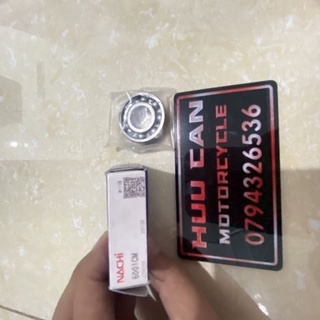 HUU CAN
MOTORCYCLE
0794326536
NACHI
6001CM